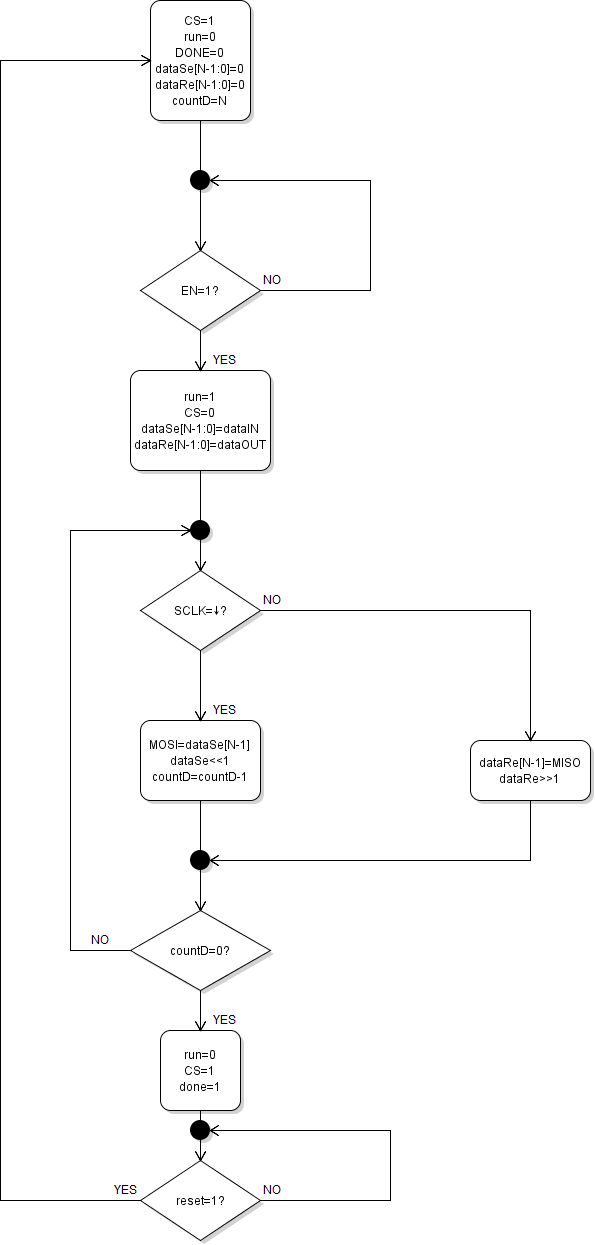 CS=1
run=0
DONE=0
dataSe[N-1:0]=0
dataRe[N-1:0]=0
countD=N
EN=1?
NO
YES
run=1
CS=0
dataSe[N-1:0]=dataIN
dataRe[N-1:0]=dataOUT
SCLK=↓?
NO
YES
MOSI=dataSe[N-1]
dataSe<<1
countD=countD-1
dataRe[N-1]=MISO
dataRe>>1
countD=0?
NO
YES
run=0
CS=1
done=1
reset=1?
YES
NO